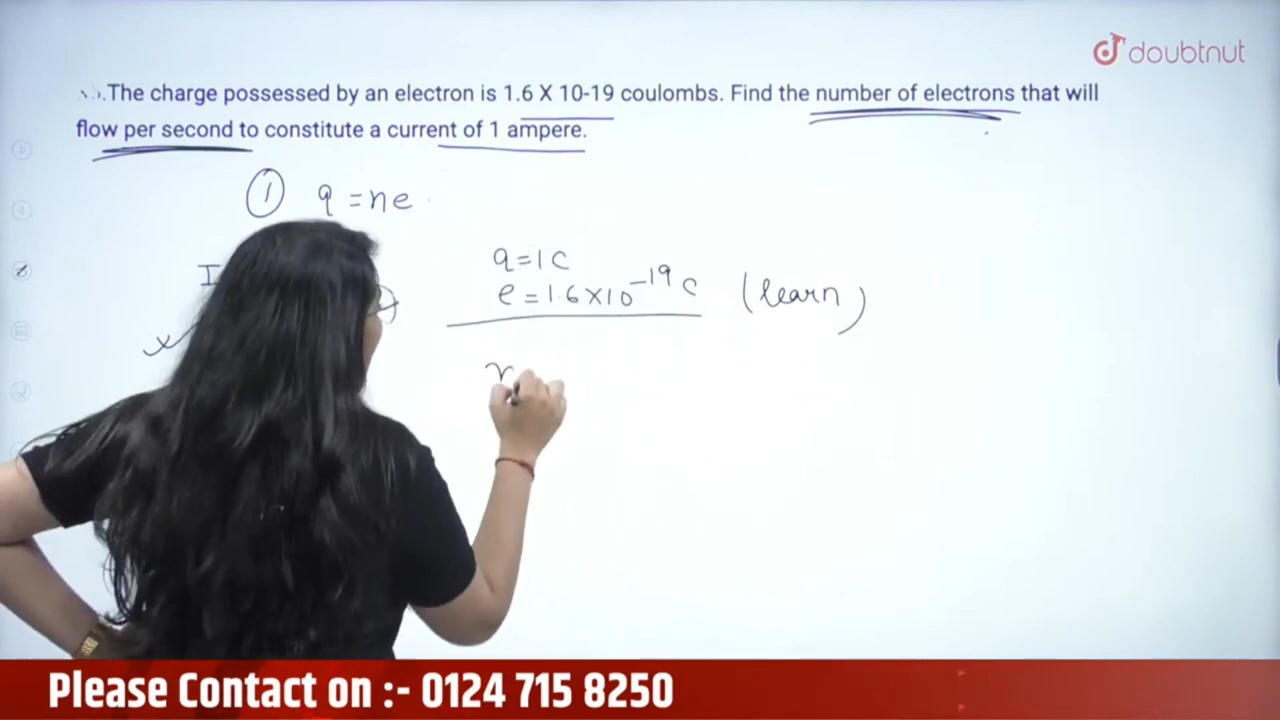 doubtnut
.The charge possessed by an electron is 1.6 X 10-19 coulombs. Find the number of electrons that will
flow per second to constitute a current of 1 ampere.
① q = ne
I
q = 1 C
e = 1.6 × 10⁻¹⁹ C (learn)
Please Contact on :- 0124 715 8250